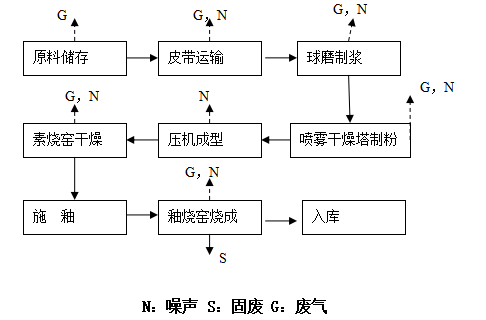 G
G，N
G，N
原料储存
皮带运输
球磨制浆
G，N
G，N
N
素烧窑干燥
压机成型
喷雾干燥塔制粉
G，N
施 釉
釉烧窑烧成
入库
S
N：噪声 S：固废 G：废气